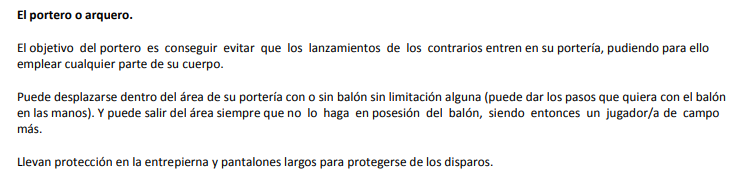 El portero o arquero.
El objetivo del portero es conseguir evitar que los lanzamientos de los contrarios entren en su portería, pudiendo para ello
emplear cualquier parte de su cuerpo.
Puede desplazarse dentro del área de su portería con o sin balón sin limitación alguna (puede dar los pasos que quiera con el balón
en las manos). Y puede salir del área siempre que no lo haga en posesión del balón, siendo entonces un jugador/a de campo
más.
Llevan protección en la entrepierna y pantalones largos para protegerse de los disparos.